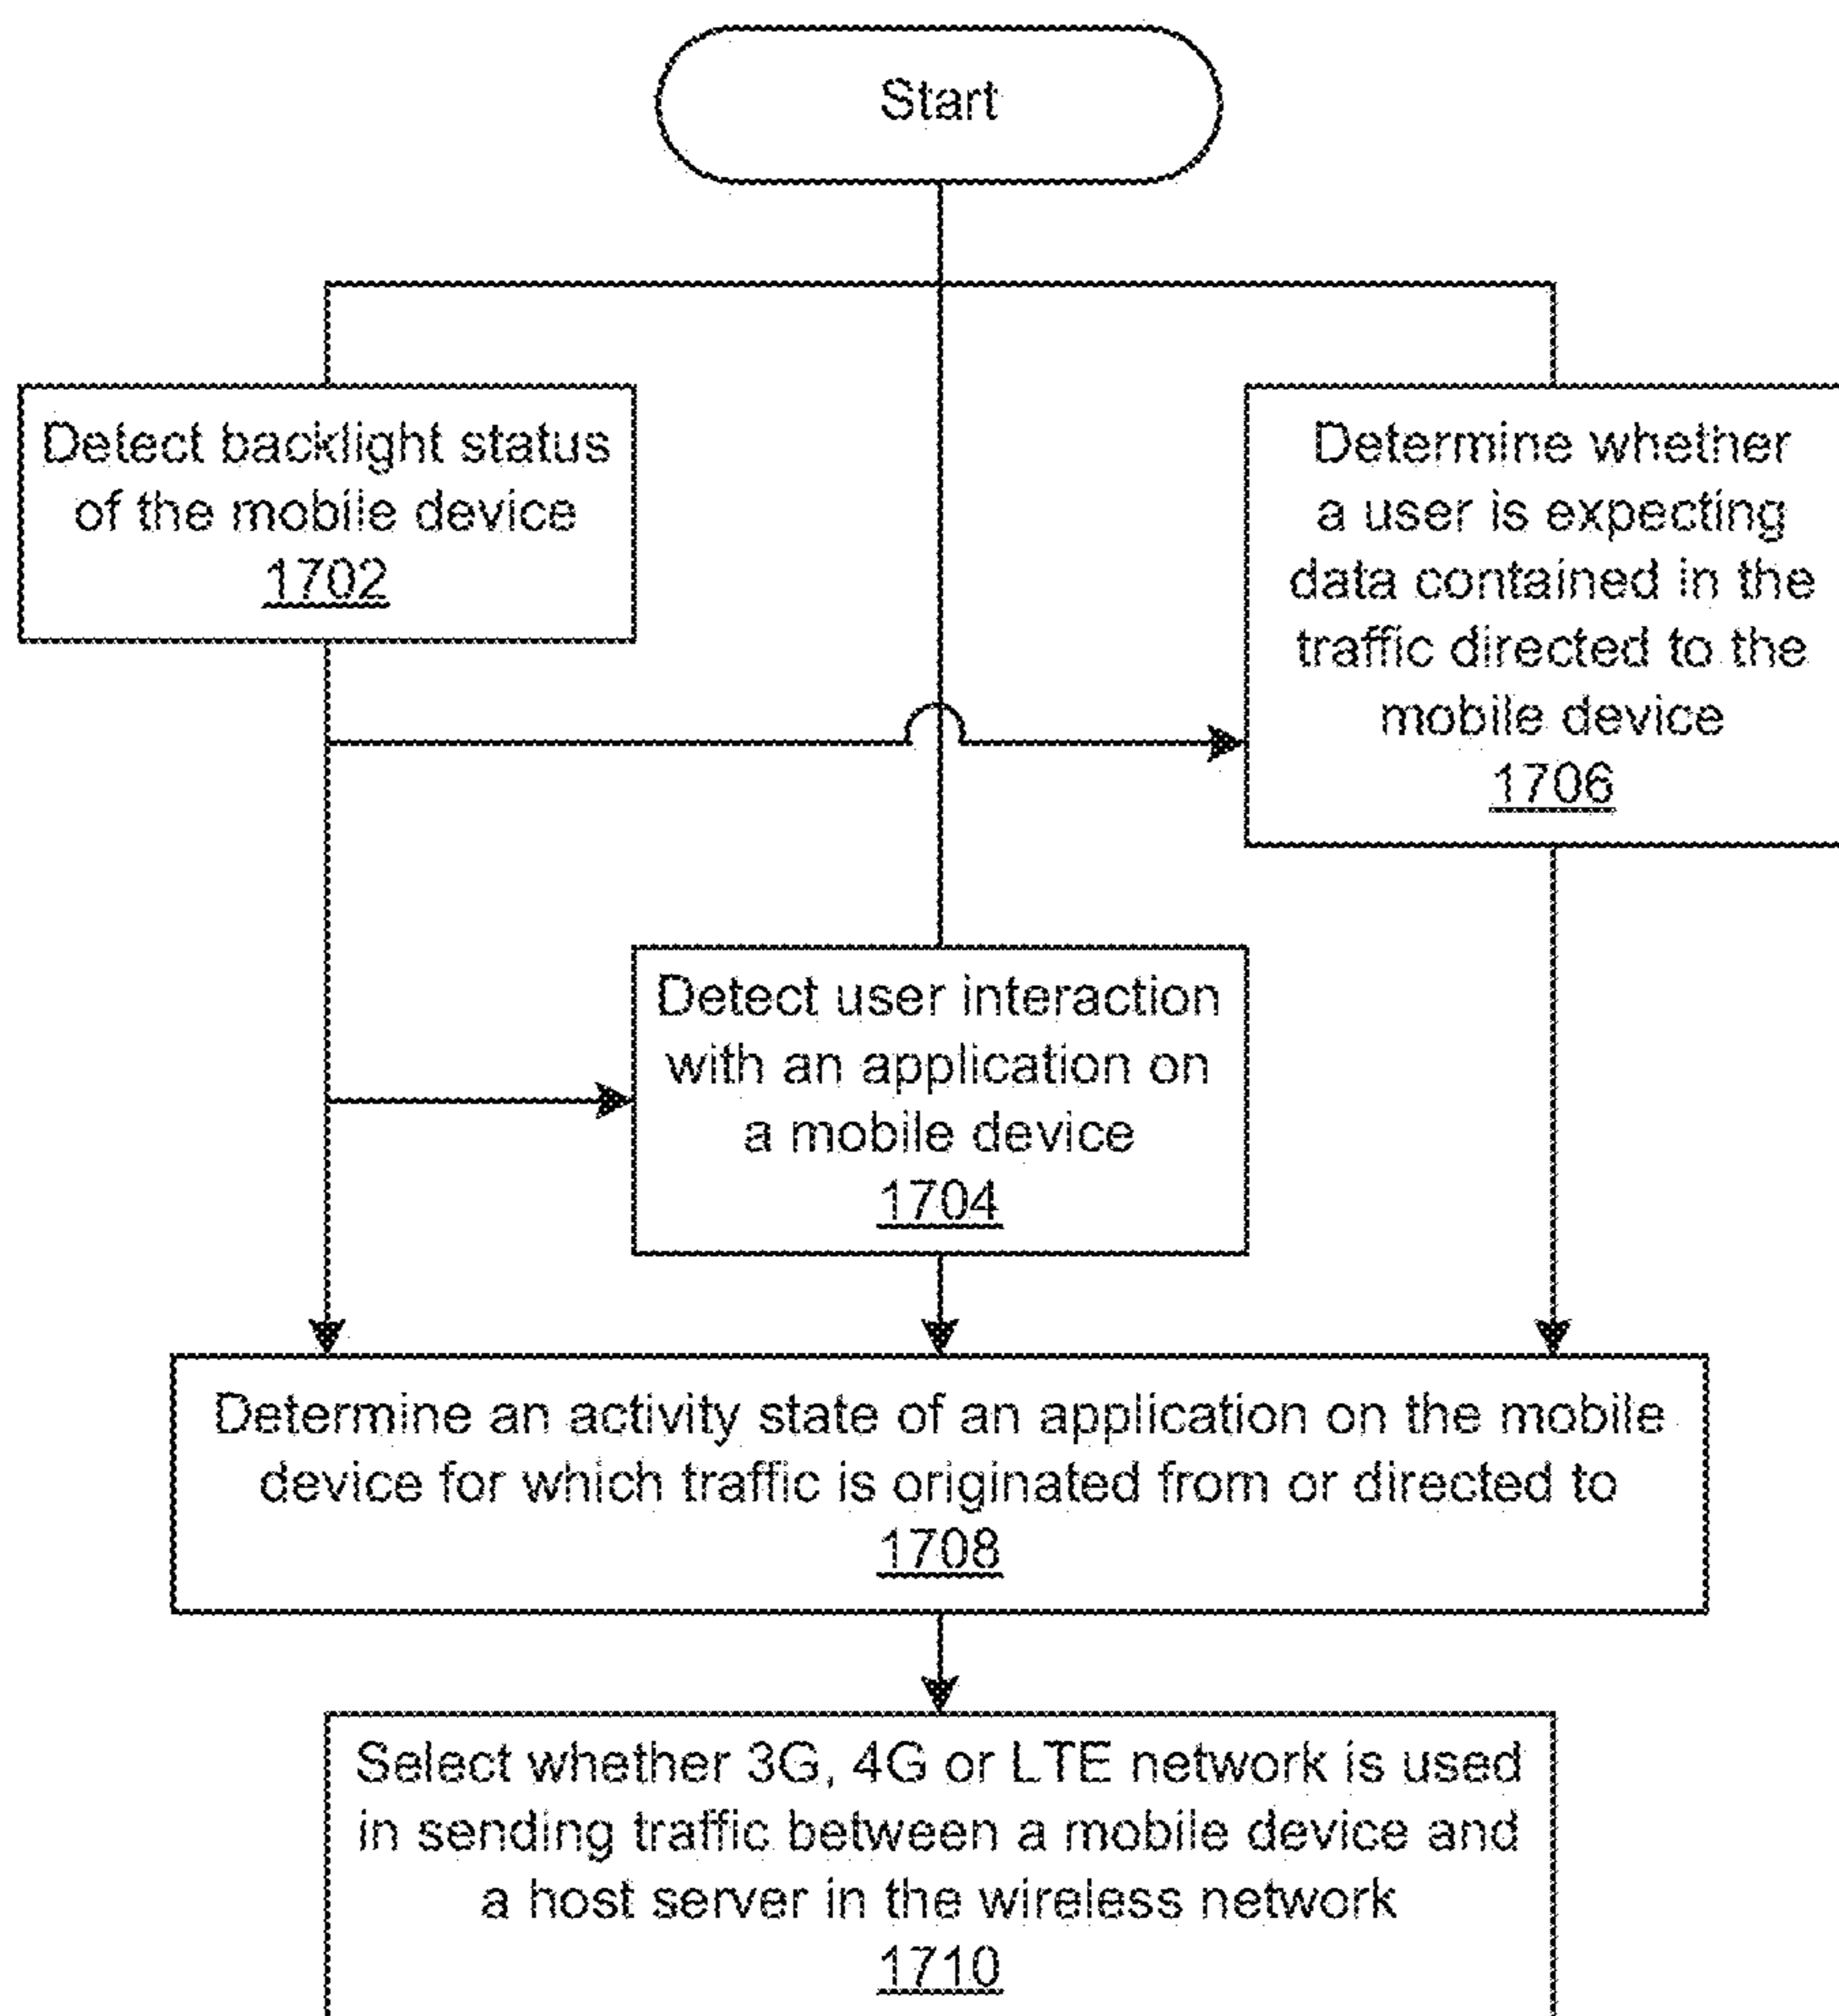 Start
Detect backlight status
of the mobile device
1702
Determine whether
a user is expecting
data contained in the
traffic directed to the
mobile device
1706
Detect user interaction
with an application on
a mobile device
1704
Determine an activity state of an application on the mobile
device for which traffic is originated from or directed to
1708
Select whether 3G, 4G or LTE network is used
in sending traffic between a mobile device and
a host server in the wireless network
1710